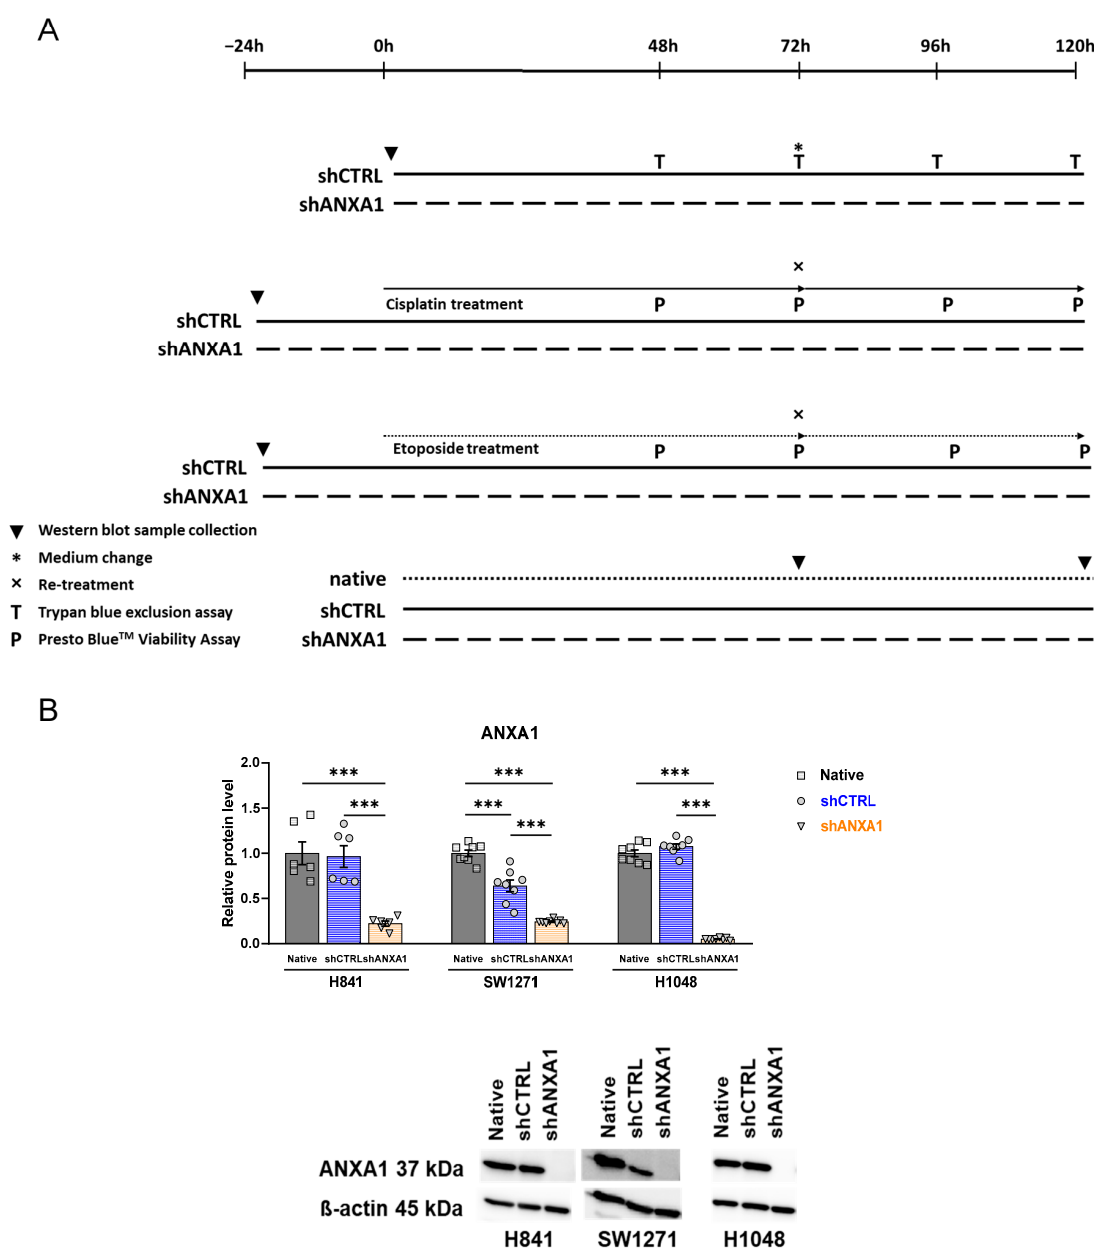 A
−24h 0h 48h 72h 96h 120h
*
T T T T
shCTRL
shANXA1
×
Cisplatin treatment P P P P
shCTRL
shANXA1
×
Etoposide treatment P P P P
shCTRL
shANXA1
▼ Western blot sample collection
* Medium change
× Re-treatment
T Trypan blue exclusion assay
P Presto Blue™ Viability Assay
native
shCTRL
shANXA1
B
ANXA1
Relative protein level
2.0
1.5
1.0
0.5
0.0
*** *** ***
*** *** *** ***
Native
shCTRL
shANXA1
Native shCTRL shANXA1 Native shCTRL shANXA1 Native shCTRL shANXA1
H841 SW1271 H1048
Native shCTRL shANXA1 Native shCTRL shANXA1 Native shCTRL shANXA1
ANXA1 37 kDa
ß-actin 45 kDa
H841 SW1271 H1048